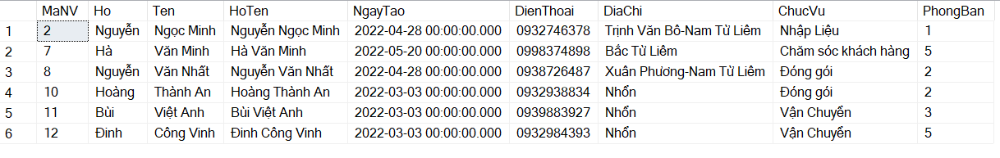 MaNV Ho Ten HoTen NgayTao DienThoai DiaChi ChucVu PhongBan
1 2 Nguyễn Ngọc Minh Nguyễn Ngọc Minh 2022-04-28 00:00:00.000 0932746378 Trịnh Văn Bô-Nam Từ Liêm Nhập Liệu 1
2 7 Hà Văn Minh Hà Văn Minh 2022-05-20 00:00:00.000 0998374898 Bắc Từ Liêm Chăm sóc khách hàng 5
3 8 Nguyễn Văn Nhất Nguyễn Văn Nhất 2022-04-28 00:00:00.000 0938726487 Xuân Phương-Nam Từ Liêm Đóng gói 2
4 10 Hoàng Thành An Hoàng Thành An 2022-03-03 00:00:00.000 0932938834 Nhổn Đóng gói 2
5 11 Bùi Việt Anh Bùi Việt Anh 2022-03-03 00:00:00.000 0939883927 Nhổn Vận Chuyển 3
6 12 Đinh Công Vinh Đinh Công Vinh 2022-03-03 00:00:00.000 0932984393 Nhổn Vận Chuyển 5